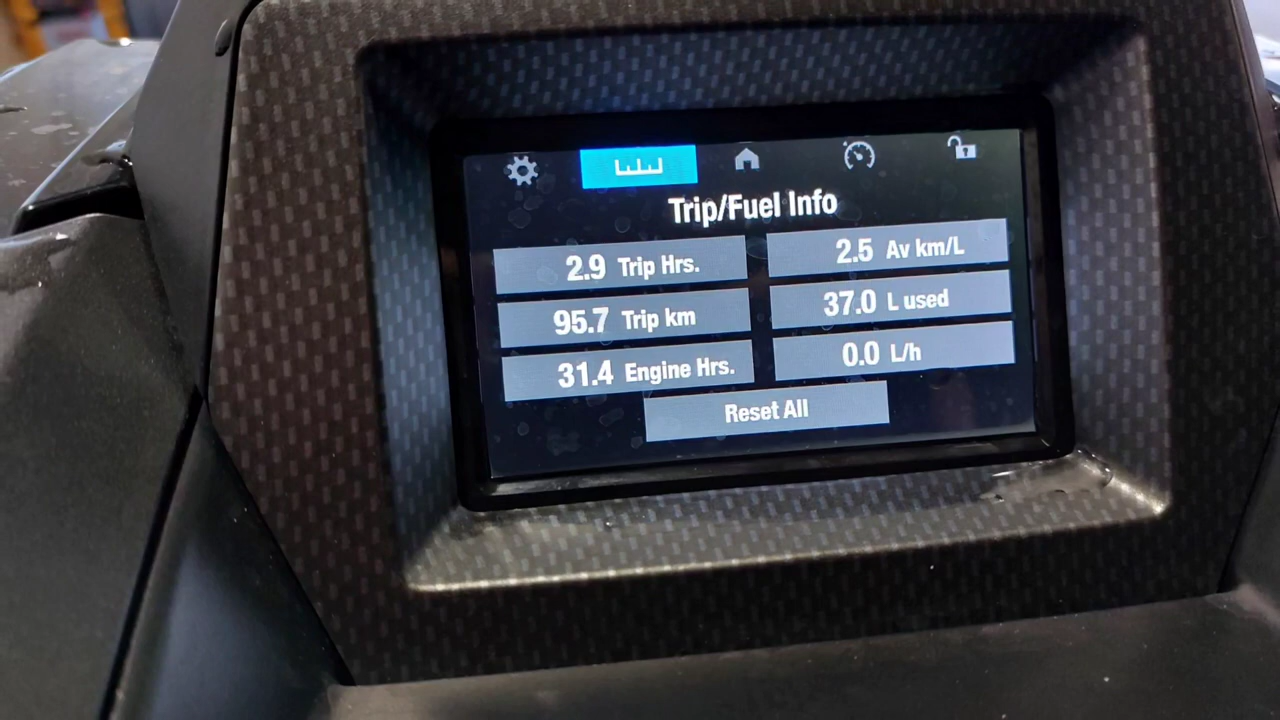 Trip/Fuel Info
2.9 Trip Hrs.
2.5 Av km/L
95.7 Trip km
37.0 L used
31.4 Engine Hrs.
0.0 L/h
Reset All